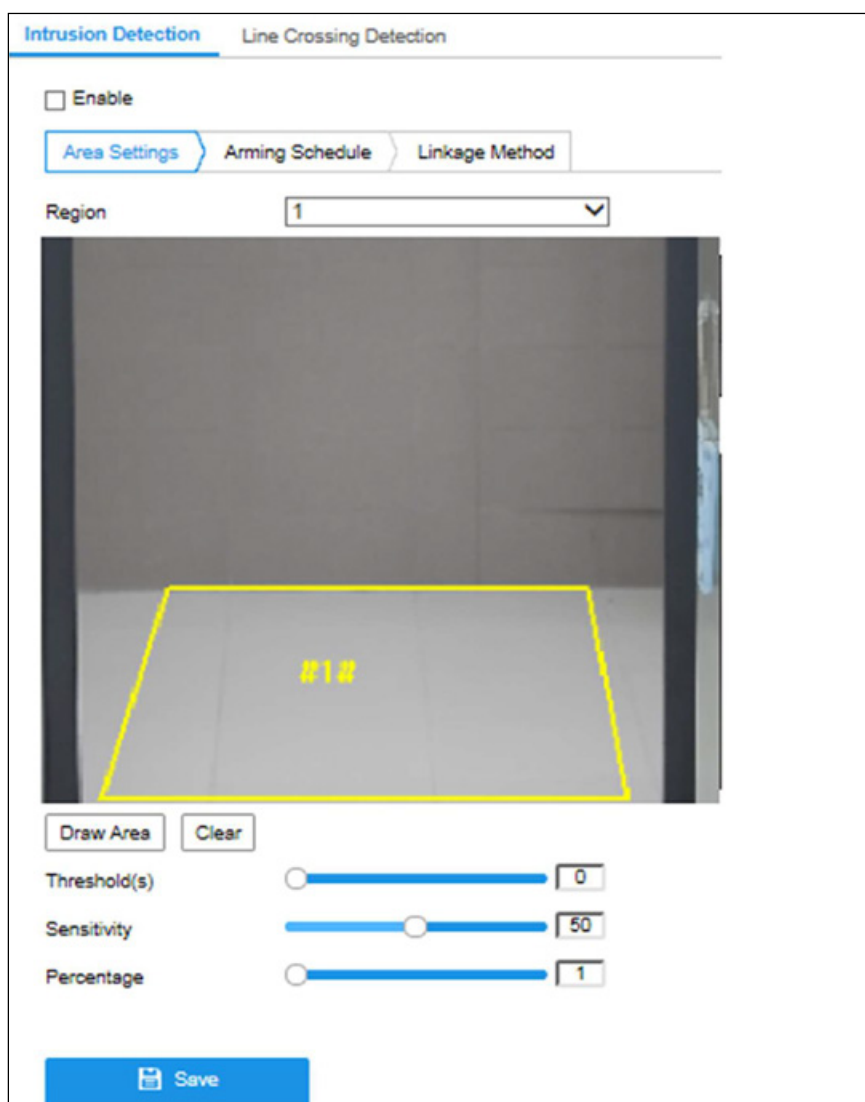 Intrusion Detection Line Crossing Detection
Enable
Area Settings Arming Schedule Linkage Method
Region 1
#1#
Draw Area Clear
Threshold(s) 0
Sensitivity 50
Percentage 1
Save